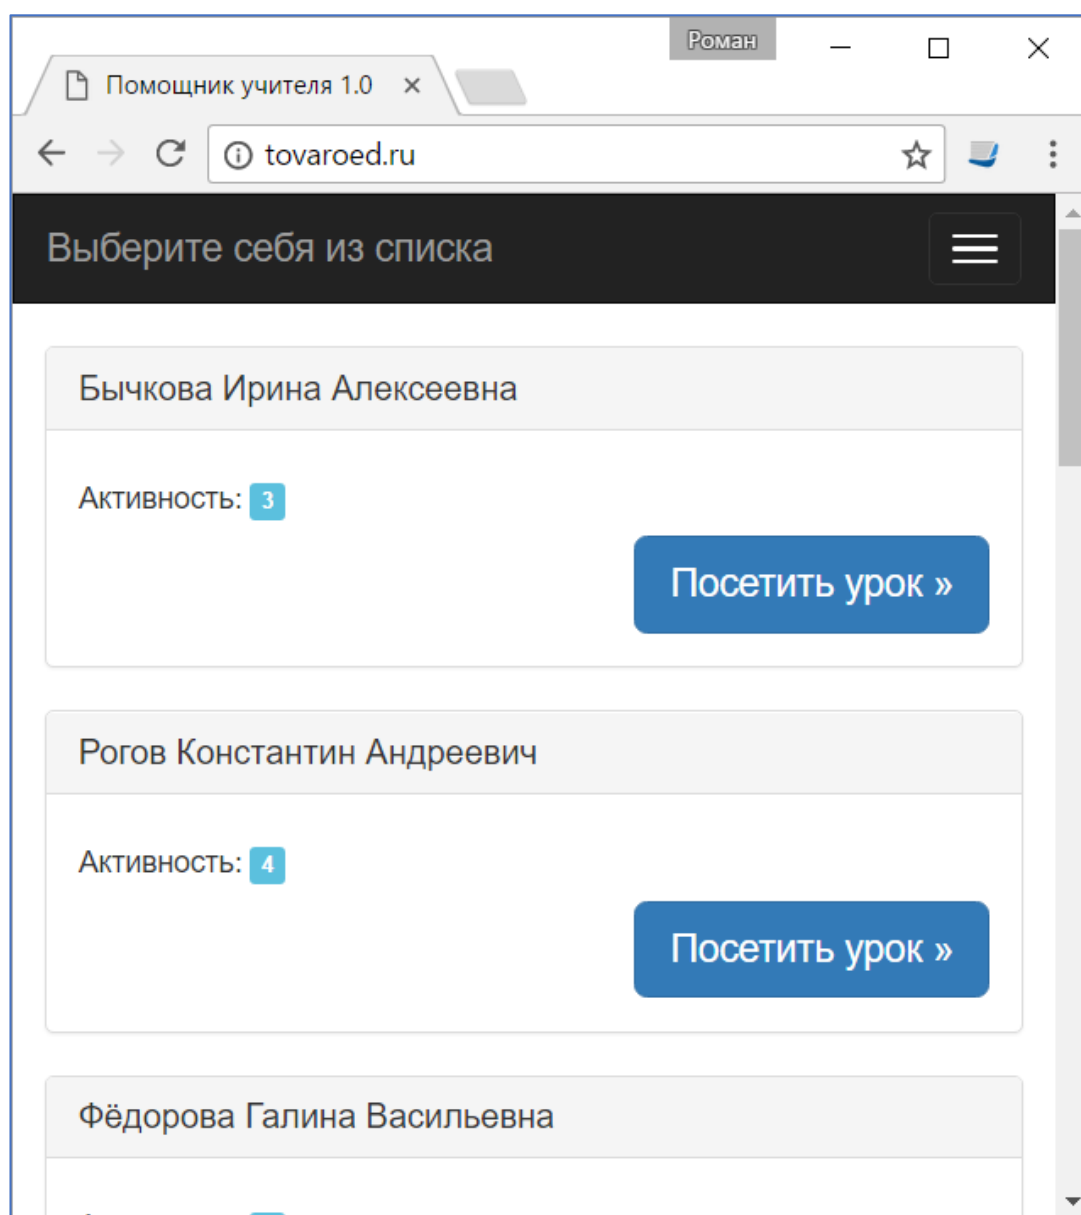 Роман
Помощник учителя 1.0
tovaroed.ru
Выберите себя из списка
Бычкова Ирина Алексеевна
Активность: 3
Посетить урок »
Рогов Константин Андреевич
Активность: 4
Посетить урок »
Фёдорова Галина Васильевна